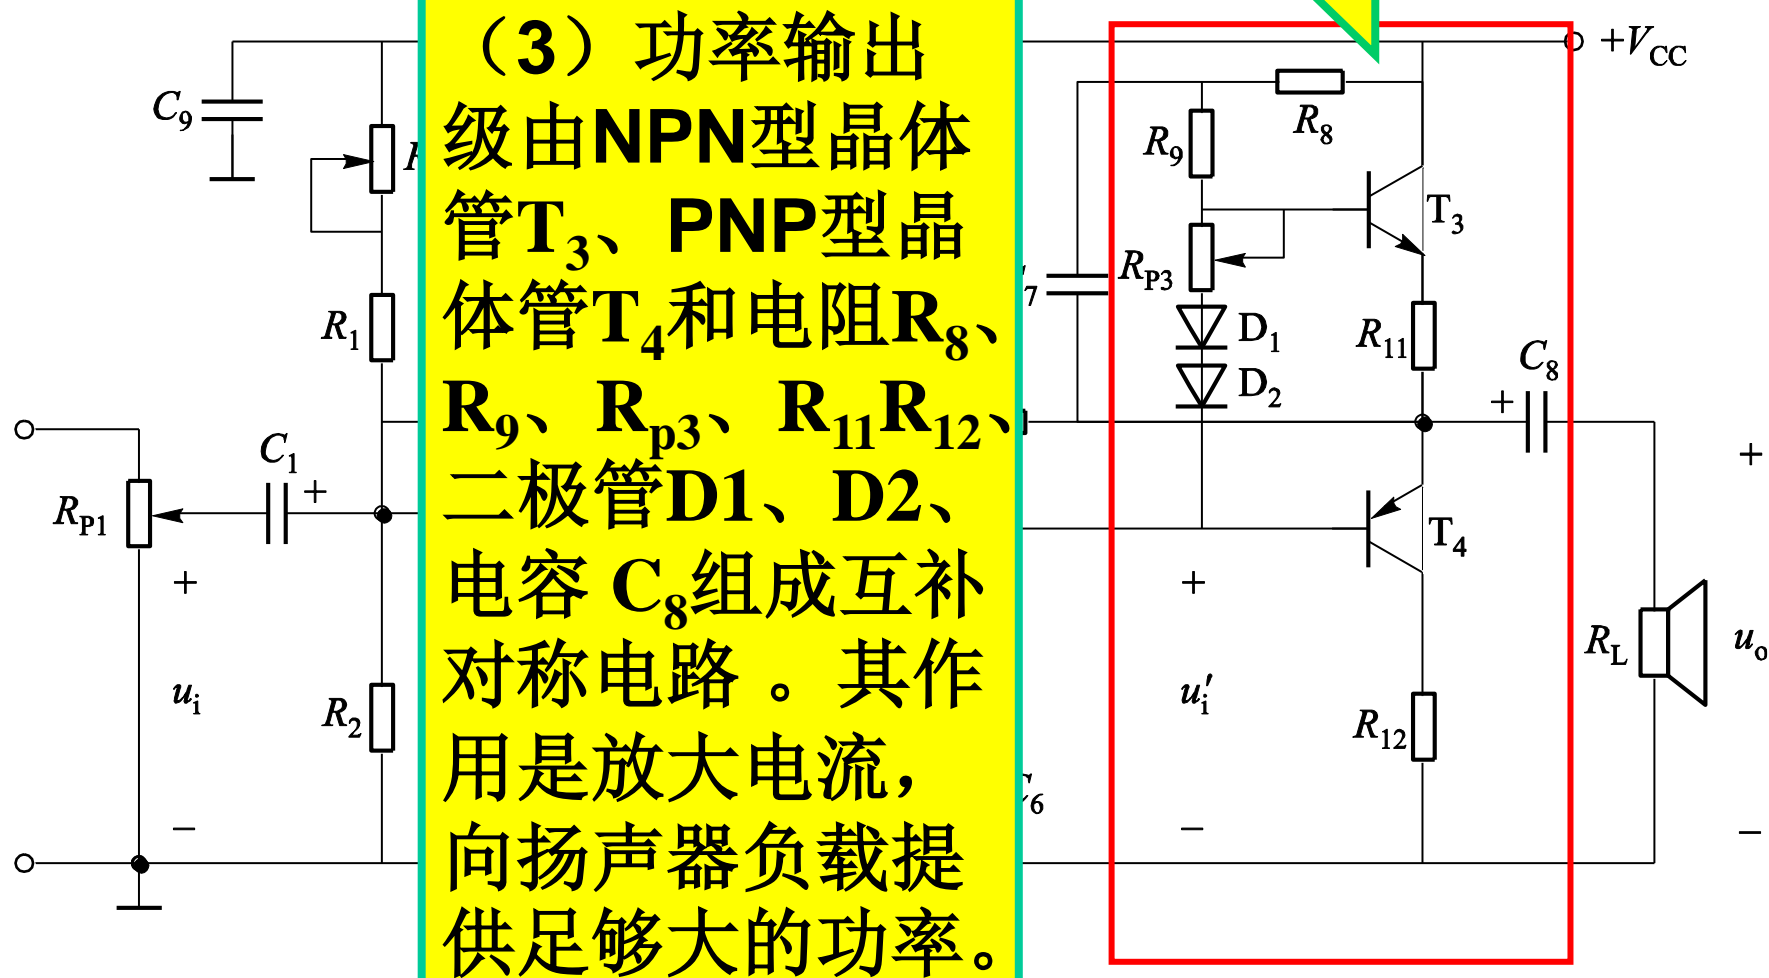 （3）功率输出
级由NPN型晶体
管T3、PNP型晶
体管T4和电阻R8、
R9、Rp3、R11R12、
二极管D1、D2、
电容 C8组成互补
对称电路 。其作
用是放大电流，
向扬声器负载提
供足够大的功率。
C9
R1
C1
+
RP1
+
ui
−
R2
+VCC
R8
R9
T3
RP3
7
D1
D2
R11
C8
+
T4
+
ui′
−
R12
6
RL
+
uo
−